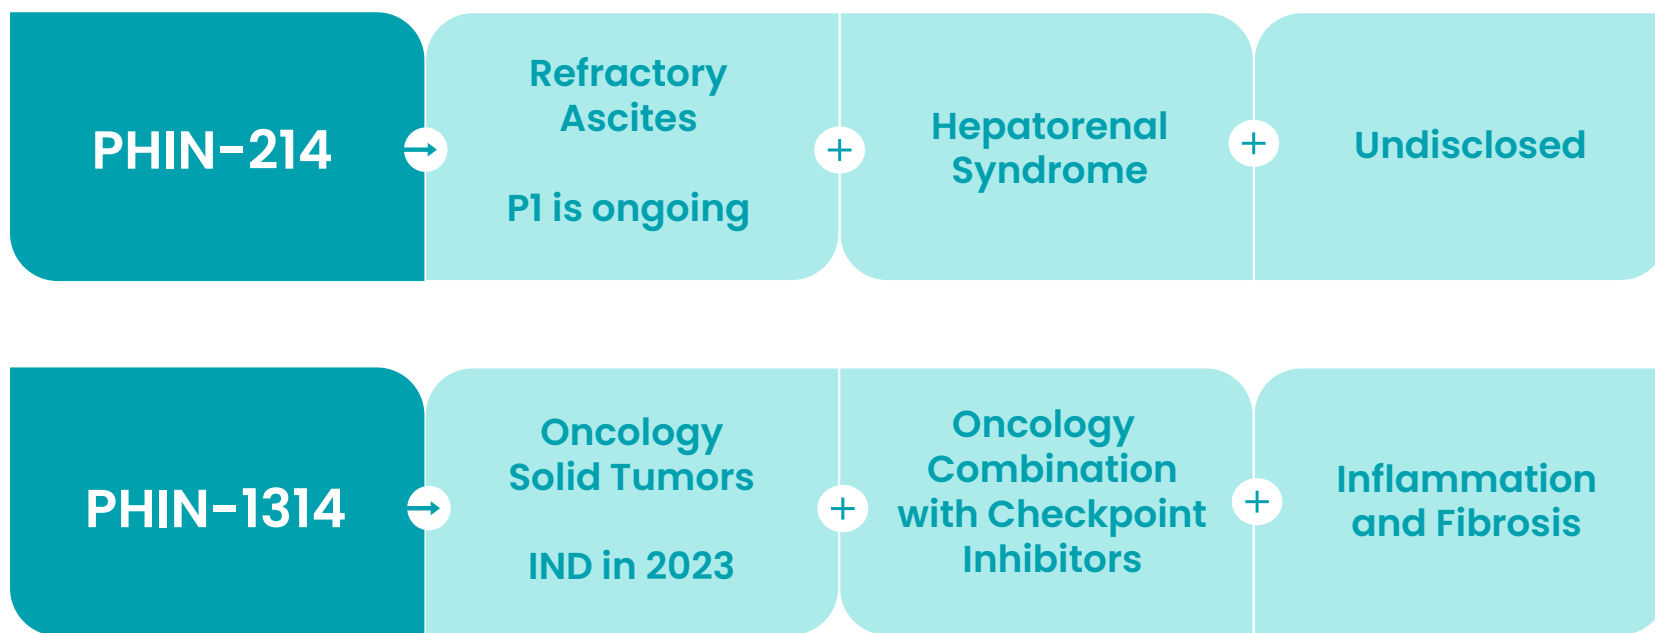 PHIN-214
Refractory
Ascites
P1 is ongoing
Hepatorenal
Syndrome
Undisclosed
PHIN-1314
Oncology
Solid Tumors
IND in 2023
Oncology
Combination
with Checkpoint
Inhibitors
Inflammation
and Fibrosis